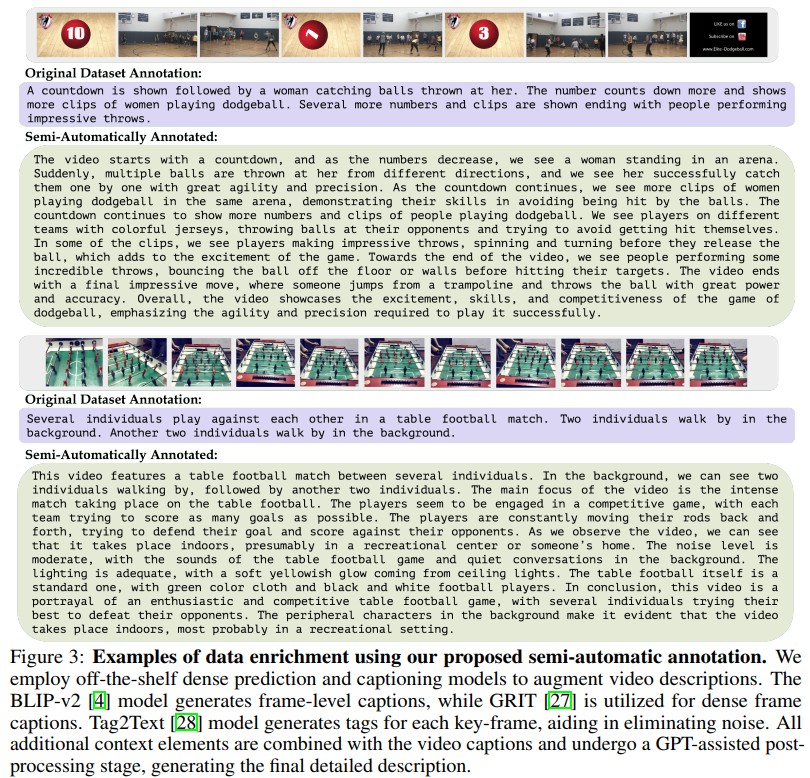 10
3
LIKE us on
Subscribe on
www.Elite-Dodgeball.com
Original Dataset Annotation:
A countdown is shown followed by a woman catching balls thrown at her. The number counts down more and shows
more clips of women playing dodgeball. Several more numbers and clips are shown ending with people performing
impressive throws.
Semi-Automatically Annotated:
The video starts with a countdown, and as the numbers decrease, we see a woman standing in an arena.
Suddenly, multiple balls are thrown at her from different directions, and we see her successfully catch
them one by one with great agility and precision. As the countdown continues, we see more clips of women
playing dodgeball in the same arena, demonstrating their skills in avoiding being hit by the balls. The
countdown continues to show more numbers and clips of people playing dodgeball. We see players on different
teams with colorful jerseys, throwing balls at their opponents and trying to avoid getting hit themselves.
In some of the clips, we see players making impressive throws, spinning and turning before they release the
ball, which adds to the excitement of the game. Towards the end of the video, we see people performing some
incredible throws, bouncing the ball off the floor or walls before hitting their targets. The video ends
with a final impressive move, where someone jumps from a trampoline and throws the ball with great power
and accuracy. Overall, the video showcases the excitement, skills, and competitiveness of the game of
dodgeball, emphasizing the agility and precision required to play it successfully.
Original Dataset Annotation:
Several individuals play against each other in a table football match. Two individuals walk by in the
background. Another two individuals walk by in the background.
Semi-Automatically Annotated:
This video features a table football match between several individuals. In the background, we can see two
individuals walking by, followed by another two individuals. The main focus of the video is the intense
match taking place on the table football. The players seem to be engaged in a competitive game, with each
team trying to score as many goals as possible. The players are constantly moving their rods back and
forth, trying to defend their goal and score against their opponents. As we observe the video, we can see
that it takes place indoors, presumably in a recreational center or someone's home. The noise level is
moderate, with the sounds of the table football game and quiet conversations in the background. The
lighting is adequate, with a soft yellowish glow coming from ceiling lights. The table football itself is a
standard one, with green color cloth and black and white football players. In conclusion, this video is a
portrayal of an enthusiastic and competitive table football game, with several individuals trying their
best to defeat their opponents. The peripheral characters in the background make it evident that the video
takes place indoors, most probably in a recreational setting.
Figure 3: Examples of data enrichment using our proposed semi-automatic annotation. We
employ off-the-shelf dense prediction and captioning models to augment video descriptions. The
BLIP-v2 [4] model generates frame-level captions, while GRIT [27] is utilized for dense frame
captions. Tag2Text [28] model generates tags for each key-frame, aiding in eliminating noise. All
additional context elements are combined with the video captions and undergo a GPT-assisted post-
processing stage, generating the final detailed description.